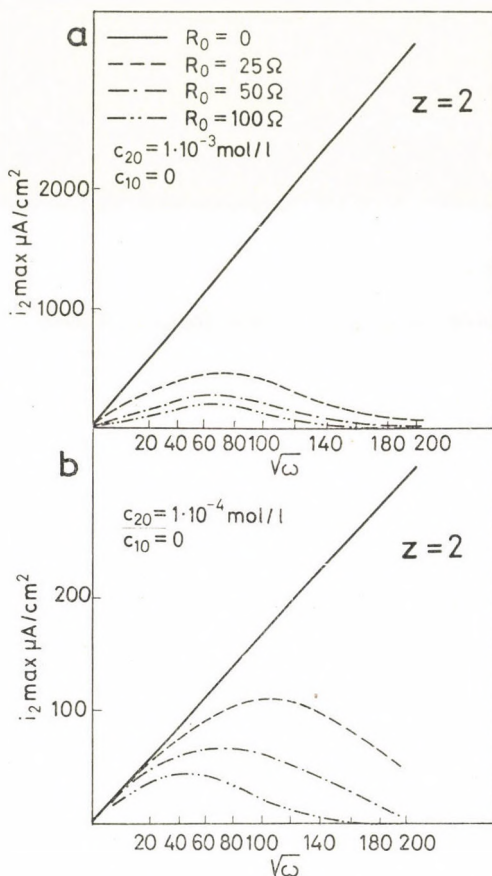 a
R₀ = 0
R₀ = 25 Ω
R₀ = 50 Ω
R₀ = 100 Ω
c₂₀ = 1·10⁻³ mol/l
c₁₀ = 0
z = 2
2000
1000
i₂ max μA/cm²
20 40 60 80 100 140 180 200
√ω
b
c₂₀ = 1·10⁻⁴ mol/l
c₁₀ = 0
z = 2
200
100
i₂ max μA/cm²
20 40 60 80 100 140 180 200
√ω